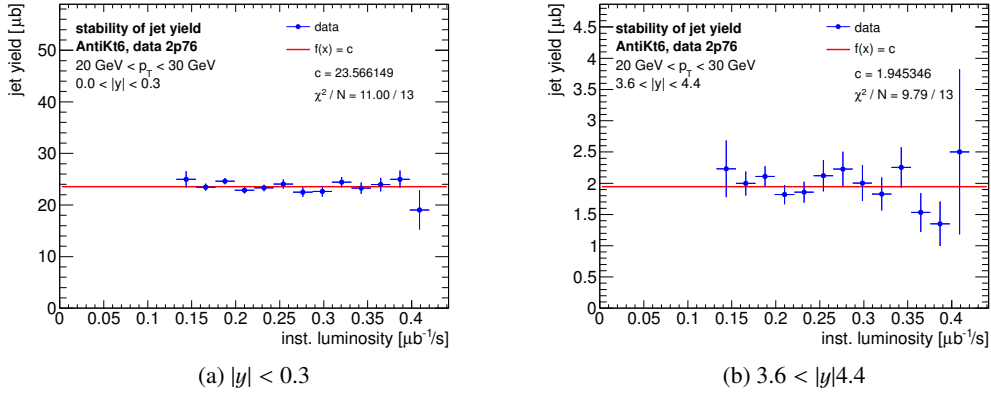 jet yield [μb]
stability of jet yield
AntiKt6, data 2p76
20 GeV < p_T < 30 GeV
0.0 < |y| < 0.3
data
f(x) = c
c = 23.566149
χ² / N = 11.00 / 13
50
40
30
20
10
0
0 0.05 0.1 0.15 0.2 0.25 0.3 0.35 0.4
inst. luminosity [μb⁻¹/s]
(a) |y| < 0.3
jet yield [μb]
stability of jet yield
AntiKt6, data 2p76
20 GeV < p_T < 30 GeV
3.6 < |y| < 4.4
data
f(x) = c
c = 1.945346
χ² / N = 9.79 / 13
4.5
4
3.5
3
2.5
2
1.5
1
0.5
0
0 0.05 0.1 0.15 0.2 0.25 0.3 0.35 0.4
inst. luminosity [μb⁻¹/s]
(b) 3.6 < |y|4.4